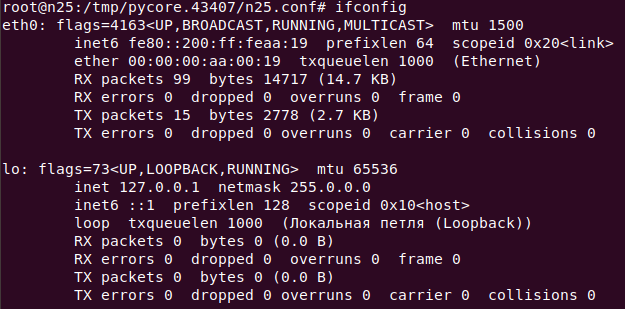 root@n25:/tmp/pycore.43407/n25.conf# ifconfig
eth0: flags=4163<UP,BROADCAST,RUNNING,MULTICAST>  mtu 1500
        inet6 fe80::200:ff:feaa:19  prefixlen 64  scopeid 0x20<link>
        ether 00:00:00:aa:00:19  txqueuelen 1000  (Ethernet)
        RX packets 99  bytes 14717 (14.7 KB)
        RX errors 0  dropped 0  overruns 0  frame 0
        TX packets 15  bytes 2778 (2.7 KB)
        TX errors 0  dropped 0 overruns 0  carrier 0  collisions 0

lo: flags=73<UP,LOOPBACK,RUNNING>  mtu 65536
        inet 127.0.0.1  netmask 255.0.0.0
        inet6 ::1  prefixlen 128  scopeid 0x10<host>
        loop  txqueuelen 1000  (Локальная петля (Loopback))
        RX packets 0  bytes 0 (0.0 B)
        RX errors 0  dropped 0  overruns 0  frame 0
        TX packets 0  bytes 0 (0.0 B)
        TX errors 0  dropped 0 overruns 0  carrier 0  collisions 0